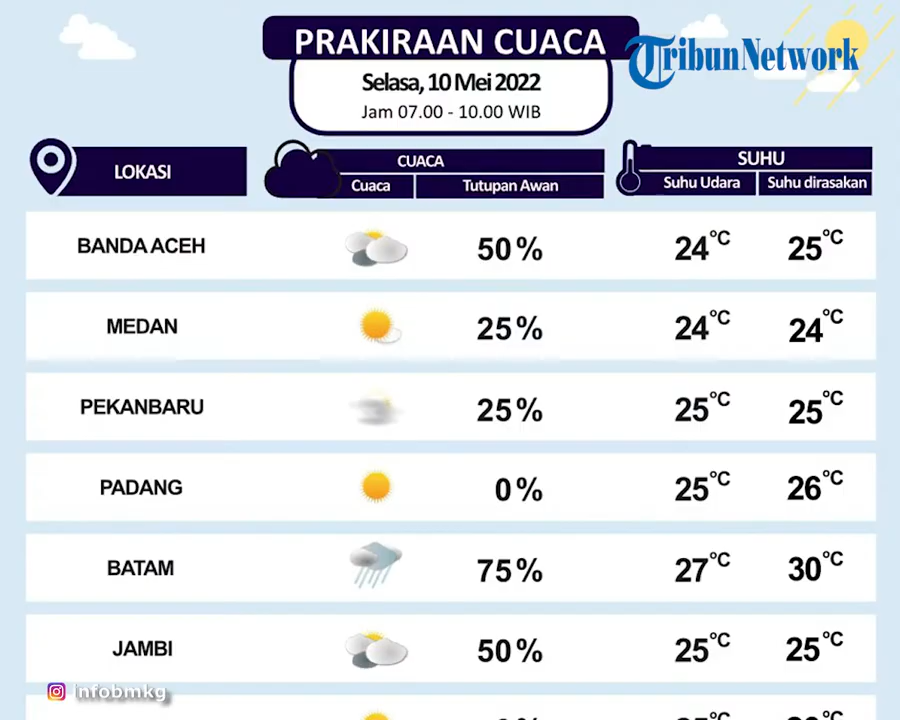 PRAKIRAAN CUACA
TribunNetwork
Selasa, 10 Mei 2022
Jam 07.00 - 10.00 WIB
LOKASI
CUACA
SUHU
Cuaca Tutupan Awan Suhu Udara Suhu dirasakan
BANDA ACEH 50% 24°C 25°C
MEDAN 25% 24°C 24°C
PEKANBARU 25% 25°C 25°C
PADANG 0% 25°C 26°C
BATAM 75% 27°C 30°C
JAMBI 50% 25°C 25°C
infobmkg